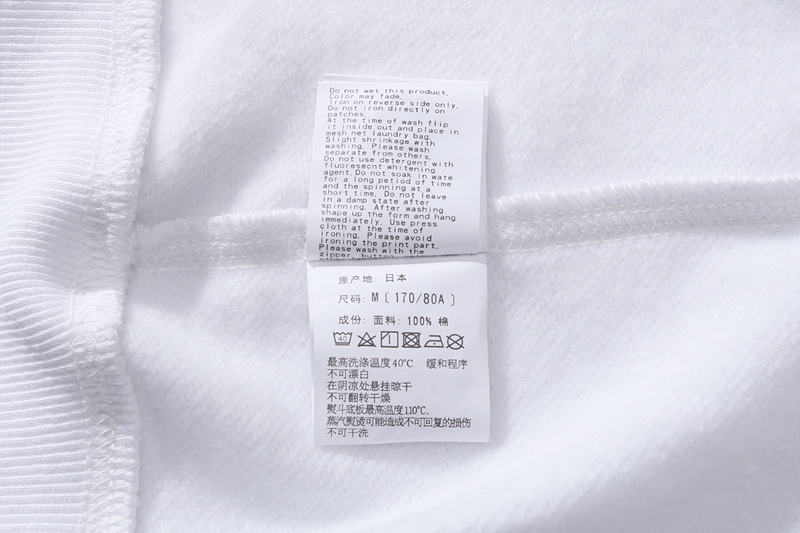 Do not wet this product.
Color may fade.
Iron on reverse side only.
Do not iron directly on
patches.
At the time of wash flip
it inside out and place in
mesh net laundry bag.
Slight shrinkage with
washing. Please wash
separate from others.
Do not use detergent with
fluoresecnt whitening
agent.Do not soak in wate
for a long petiod of time
and the spinning at a
short time. Do not leave
in a damp state after
spinning. After washing
shape up the form and hang
immediately. Use press
cloth at the time of
ironing. Please avoid
ironing the print part.
Please wash with the
zipper, button,
原产地: 日本
尺码: M〔170/80A〕
成份: 面料: 100% 棉
40
最高洗涤温度40℃ 缓和程序
不可漂白
在阴凉处悬挂晾干
不可翻转干燥
熨斗底板最高温度110℃.
蒸汽熨烫可能造成不可回复的损伤
不可干洗